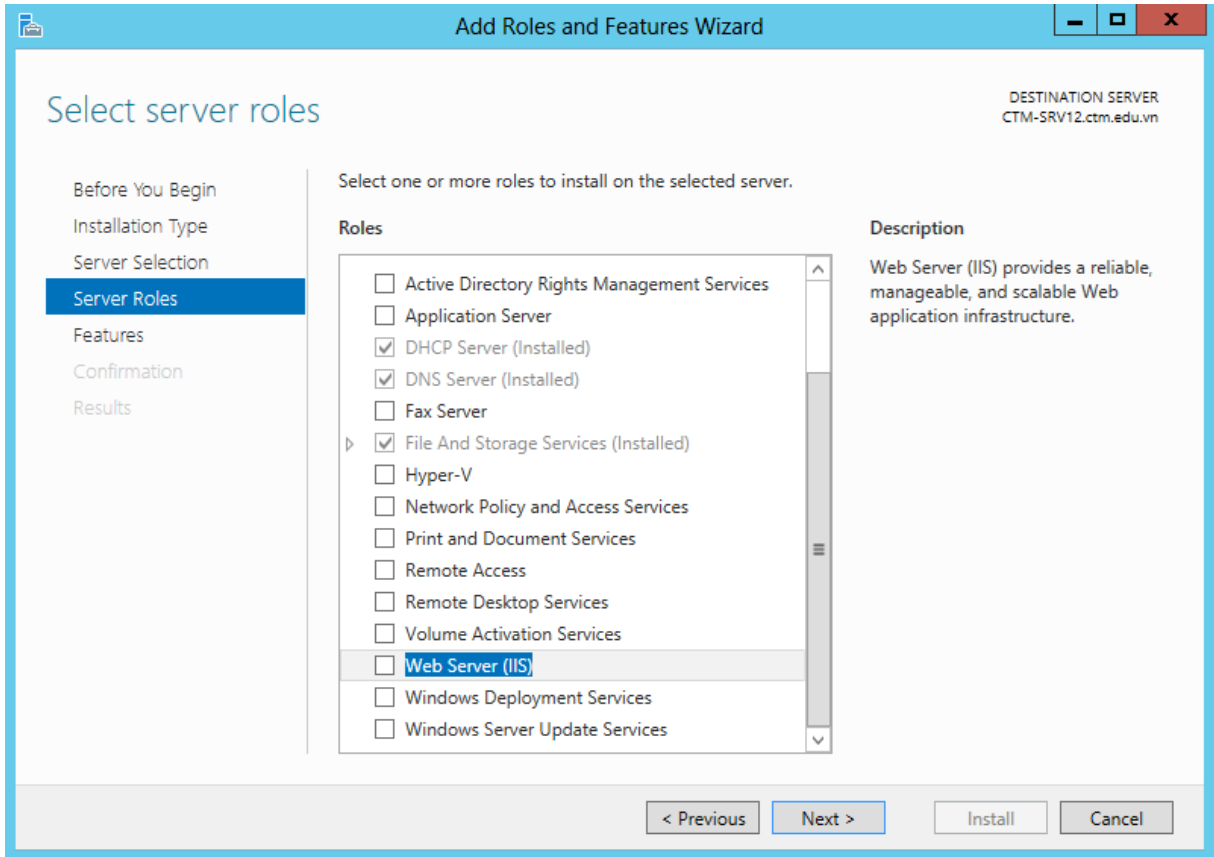 Add Roles and Features Wizard
Select server roles
DESTINATION SERVER
CTM-SRV12.ctm.edu.vn
Before You Begin
Installation Type
Server Selection
Server Roles
Features
Confirmation
Results
Select one or more roles to install on the selected server.
Roles
Active Directory Rights Management Services
Application Server
DHCP Server (Installed)
DNS Server (Installed)
Fax Server
File And Storage Services (Installed)
Hyper-V
Network Policy and Access Services
Print and Document Services
Remote Access
Remote Desktop Services
Volume Activation Services
Web Server (IIS)
Windows Deployment Services
Windows Server Update Services
Description
Web Server (IIS) provides a reliable,
manageable, and scalable Web
application infrastructure.
< Previous
Next >
Install
Cancel